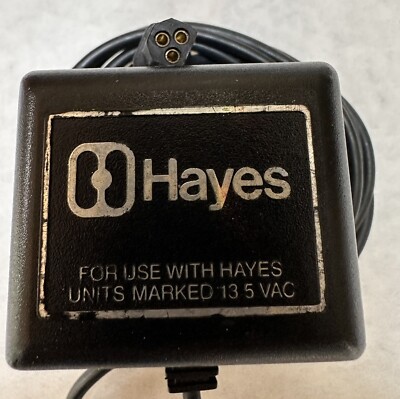 Hayes
FOR USE WITH HAYES
UNITS MARKED 13 5 VAC